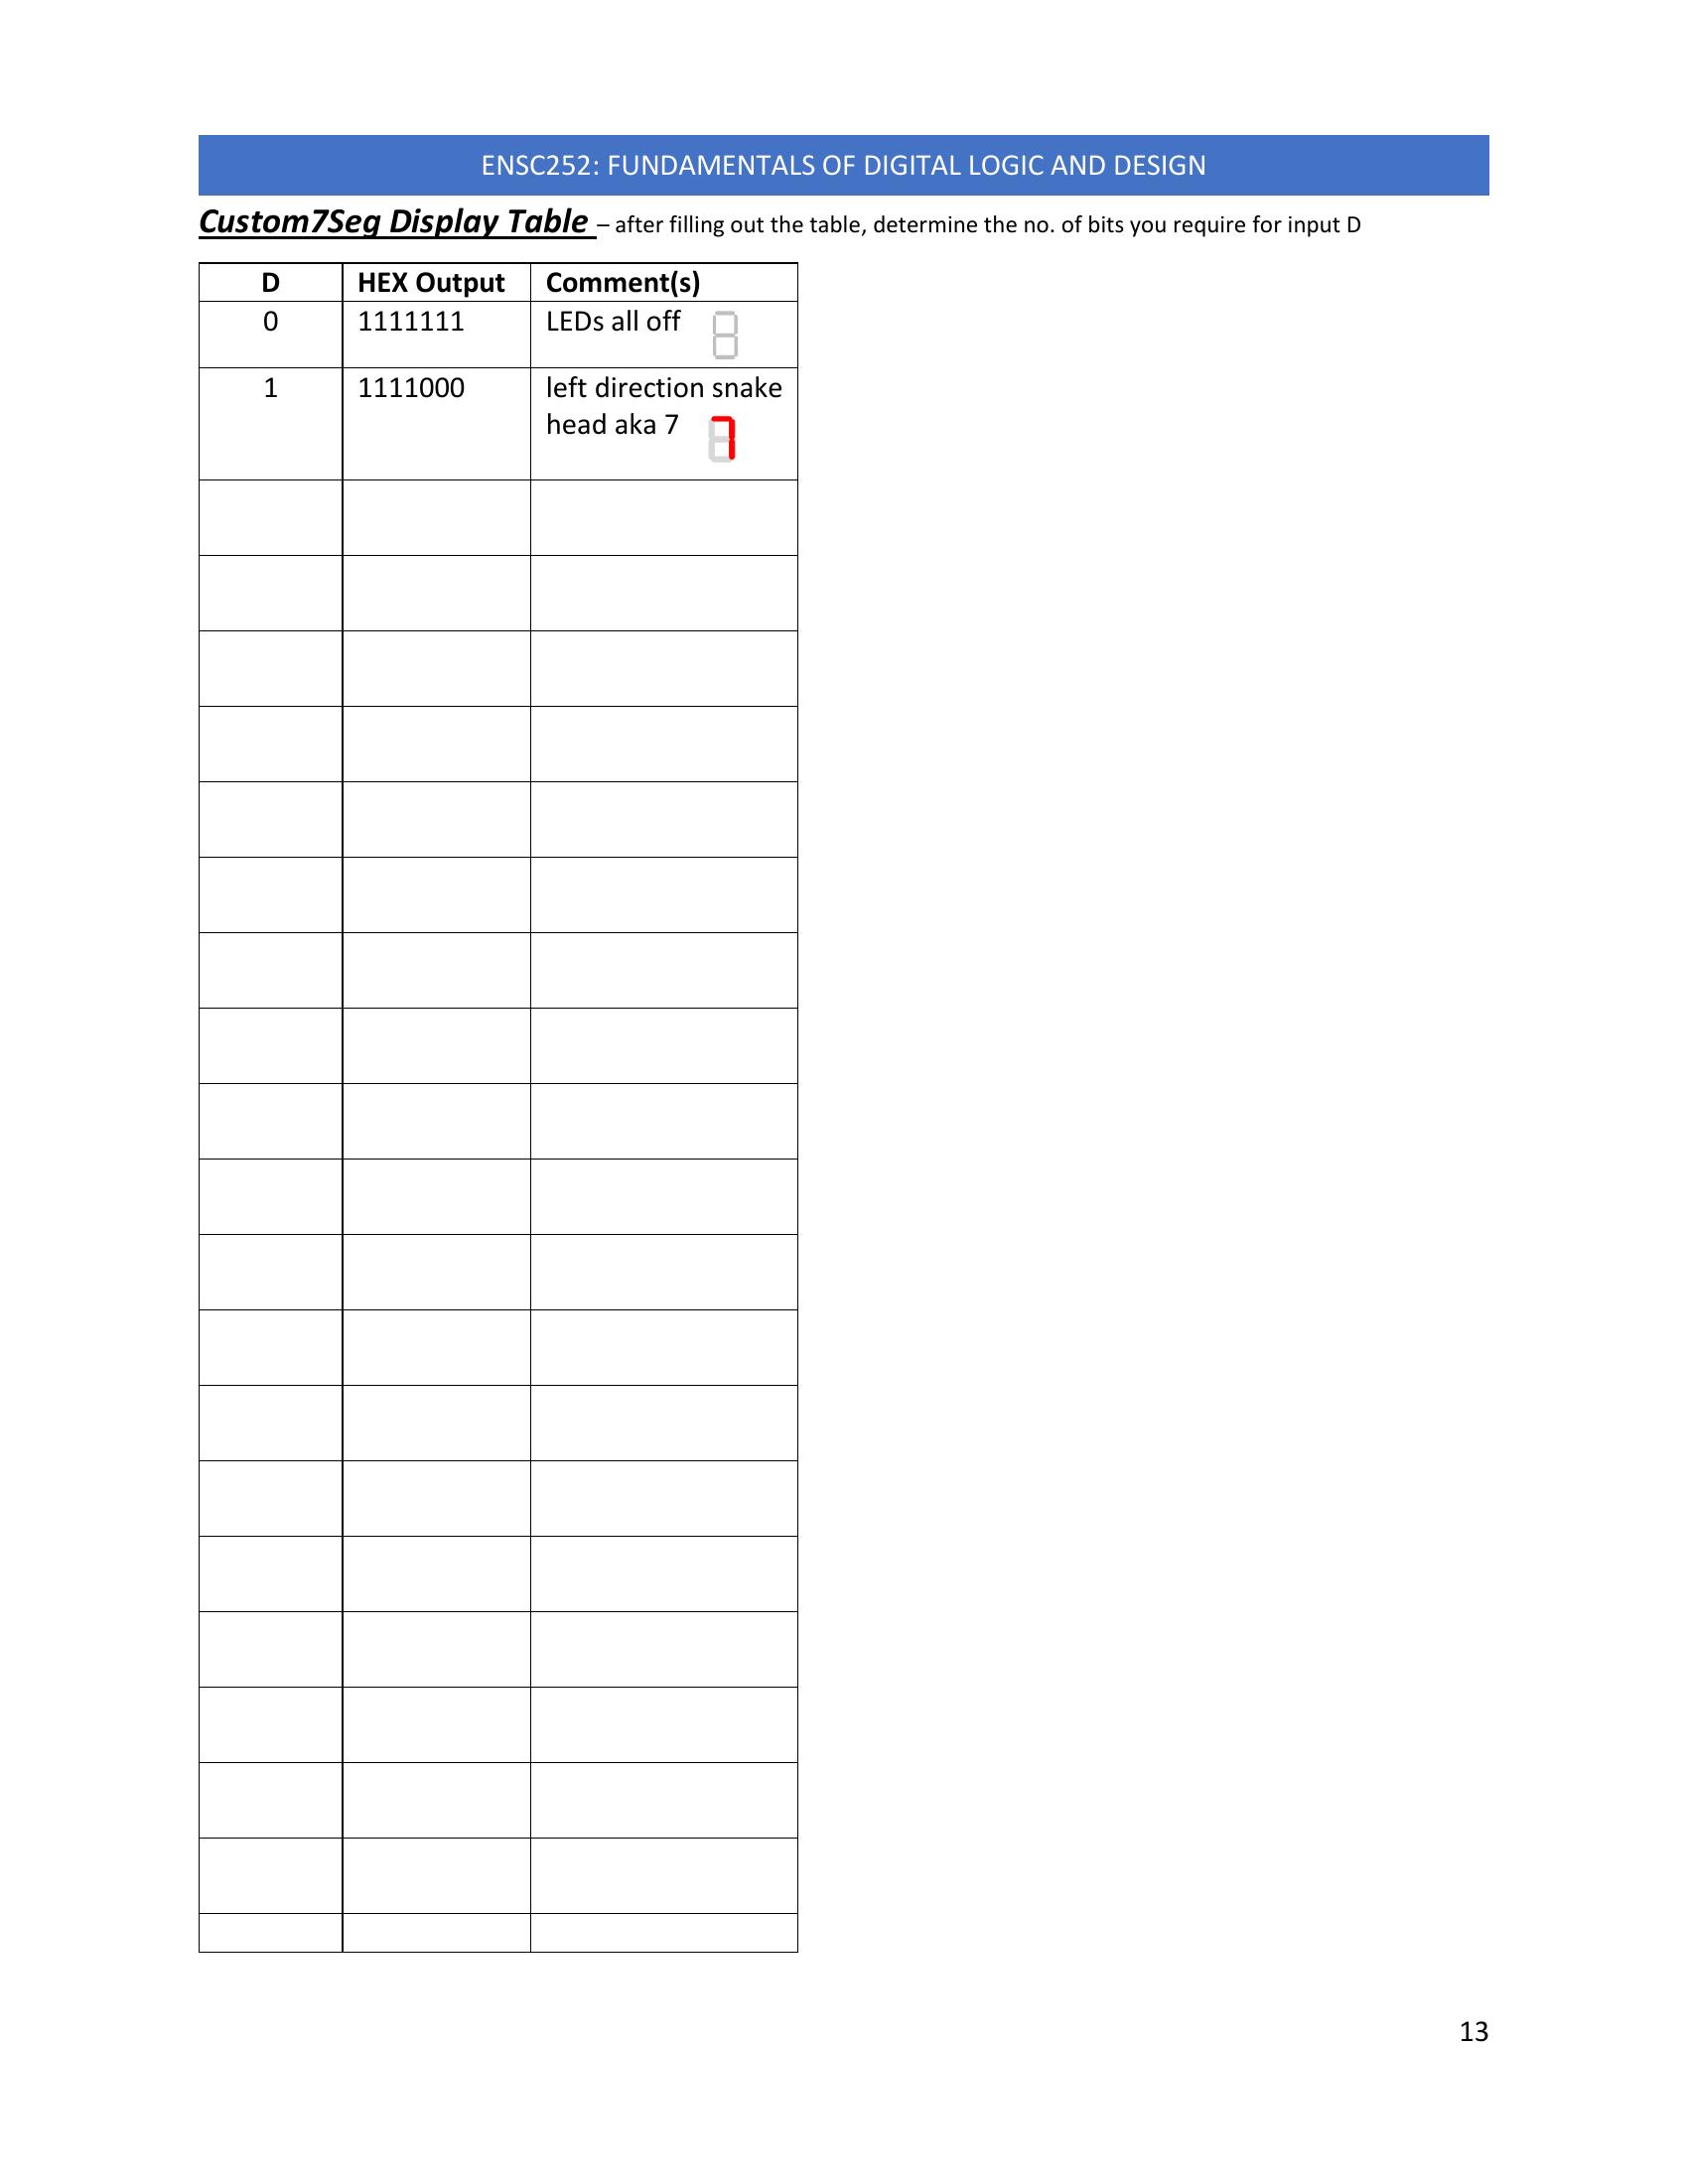 ENSC252: FUNDAMENTALS OF DIGITAL LOGIC AND DESIGN
Custom7Seg Display Table – after filling out the table, determine the no. of bits you require for input D
D HEX Output Comment(s)
0 1111111 LEDs all off
1 1111000 left direction snake
head aka 7
13